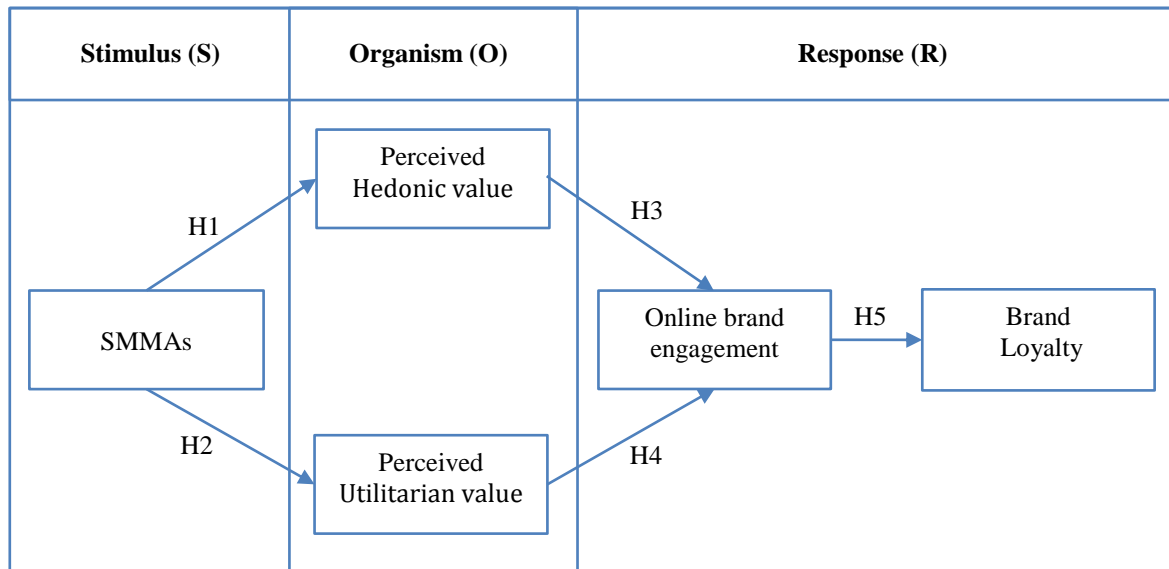 Stimulus (S)
Organism (O)
Response (R)
Perceived
Hedonic value
H1
H3
SMMAs
Online brand
engagement
H5
Brand
Loyalty
H2
H4
Perceived
Utilitarian value